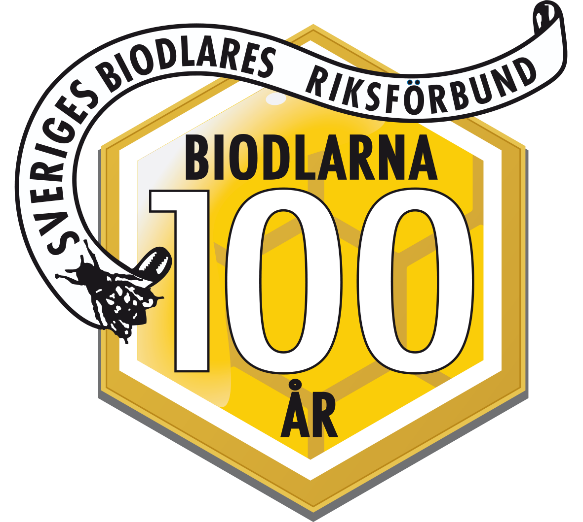 SVERIGES BIODLARES RIKSFÖRBUND
BIODLARNA
100
ÅR